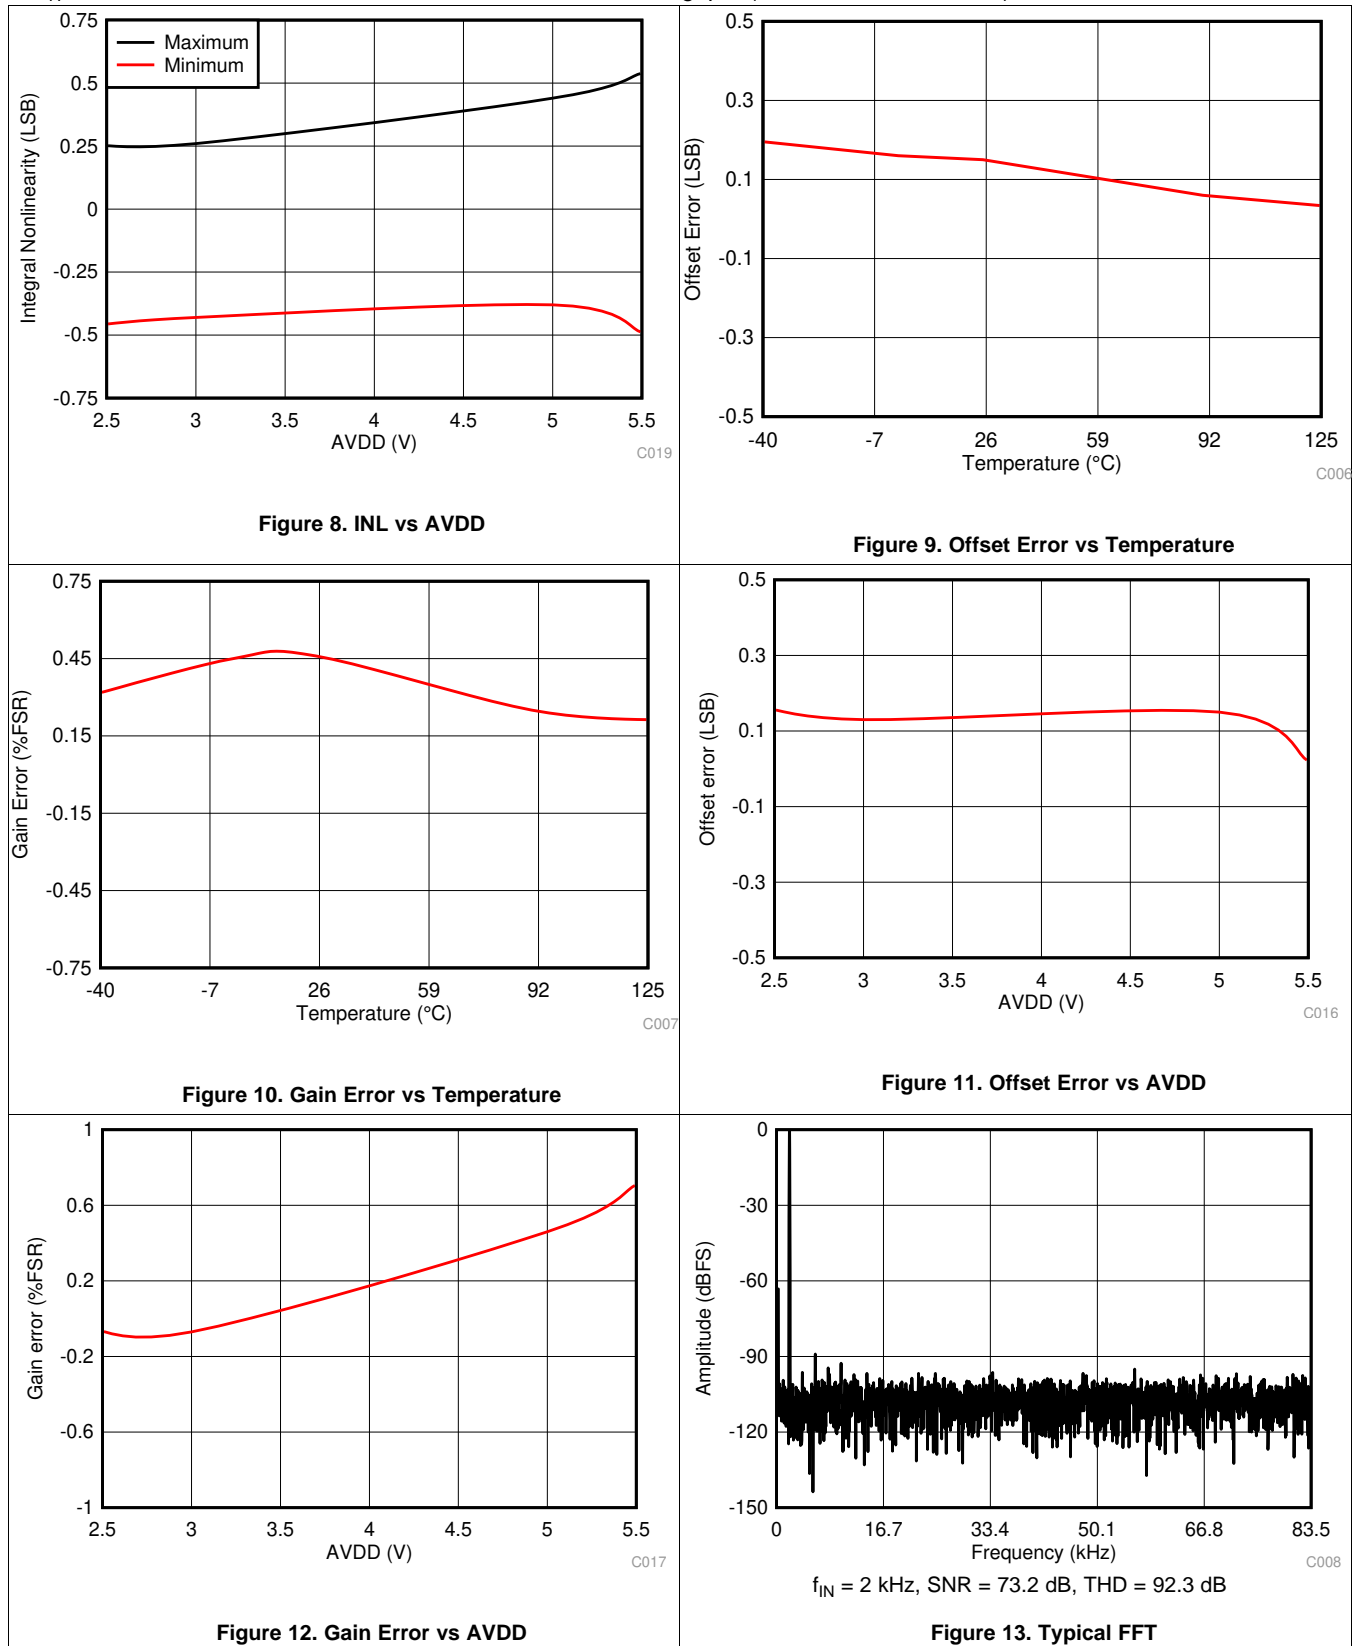 0.75
Maximum
Minimum
0.5
0.25
0
-0.25
-0.5
-0.75
Integral Nonlinearity (LSB)
2.5 3 3.5 4 4.5 5 5.5
AVDD (V)
C019
Figure 8. INL vs AVDD
0.5
0.3
0.1
-0.1
-0.3
-0.5
Offset Error (LSB)
-40 -7 26 59 92 125
Temperature (°C)
C006
Figure 9. Offset Error vs Temperature
0.75
0.45
0.15
-0.15
-0.45
-0.75
Gain Error (%FSR)
-40 -7 26 59 92 125
Temperature (°C)
C007
Figure 10. Gain Error vs Temperature
0.5
0.3
0.1
-0.1
-0.3
-0.5
Offset error (LSB)
2.5 3 3.5 4 4.5 5 5.5
AVDD (V)
C016
Figure 11. Offset Error vs AVDD
1
0.6
0.2
-0.2
-0.6
-1
Gain error (%FSR)
2.5 3 3.5 4 4.5 5 5.5
AVDD (V)
C017
Figure 12. Gain Error vs AVDD
0
-30
-60
-90
-120
-150
Amplitude (dBFS)
0 16.7 33.4 50.1 66.8 83.5
Frequency (kHz)
C008
fIN = 2 kHz, SNR = 73.2 dB, THD = 92.3 dB
Figure 13. Typical FFT